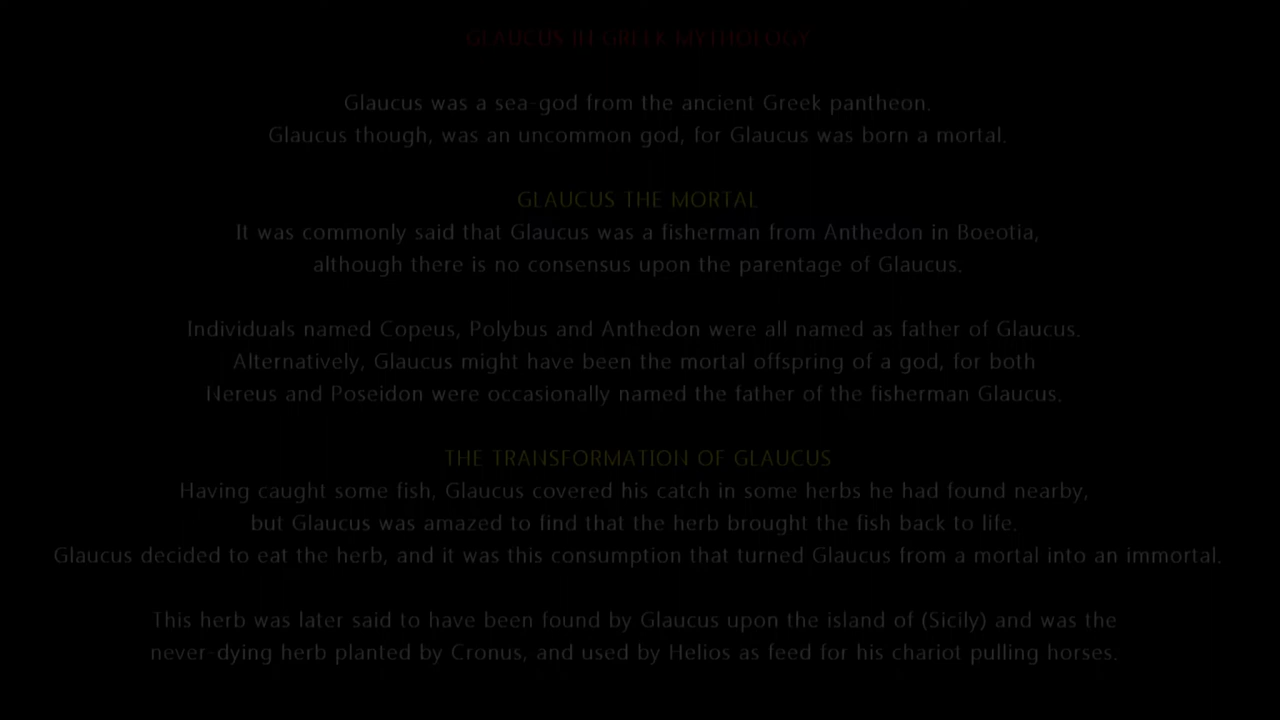 GLAUCUS IN GREEK MYTHOLOGY
Glaucus was a sea-god from the ancient Greek pantheon.
Glaucus though, was an uncommon god, for Glaucus was born a mortal.
GLAUCUS THE MORTAL
It was commonly said that Glaucus was a fisherman from Anthedon in Boeotia,
although there is no consensus upon the parentage of Glaucus.
Individuals named Copeus, Polybus and Anthedon were all named as father of Glaucus.
Alternatively, Glaucus might have been the mortal offspring of a god, for both
Nereus and Poseidon were occasionally named the father of the fisherman Glaucus.
THE TRANSFORMATION OF GLAUCUS
Having caught some fish, Glaucus covered his catch in some herbs he had found nearby,
but Glaucus was amazed to find that the herb brought the fish back to life.
Glaucus decided to eat the herb, and it was this consumption that turned Glaucus from a mortal into an immortal.
This herb was later said to have been found by Glaucus upon the island of (Sicily) and was the
never-dying herb planted by Cronus, and used by Helios as feed for his chariot pulling horses.